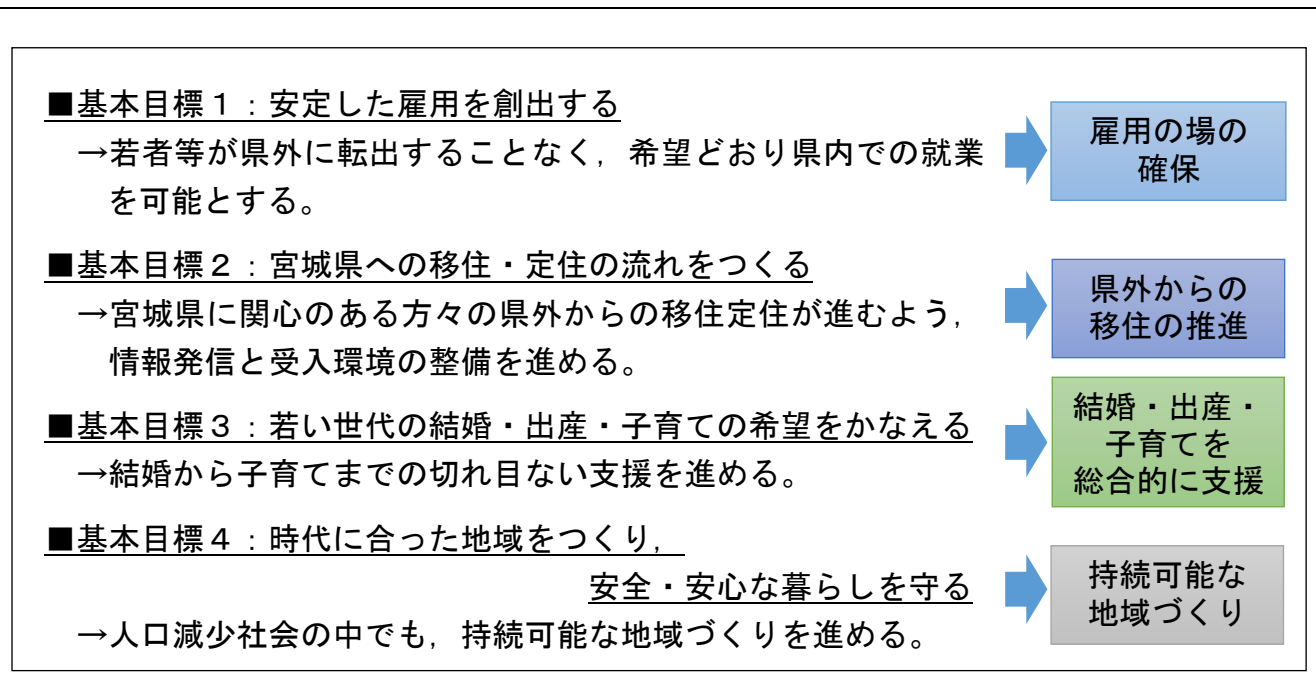 ■基本目標１：安定した雇用を創出する
→若者等が県外に転出することなく，希望どおり県内での就業
を可能とする。
雇用の場の
確保
■基本目標２：宮城県への移住・定住の流れをつくる
→宮城県に関心のある方々の県外からの移住定住が進むよう，
情報発信と受入環境の整備を進める。
県外からの
移住の推進
■基本目標３：若い世代の結婚・出産・子育ての希望をかなえる
→結婚から子育てまでの切れ目ない支援を進める。
結婚・出産・
子育てを
総合的に支援
■基本目標４：時代に合った地域をつくり，
安全・安心な暮らしを守る
→人口減少社会の中でも，持続可能な地域づくりを進める。
持続可能な
地域づくり